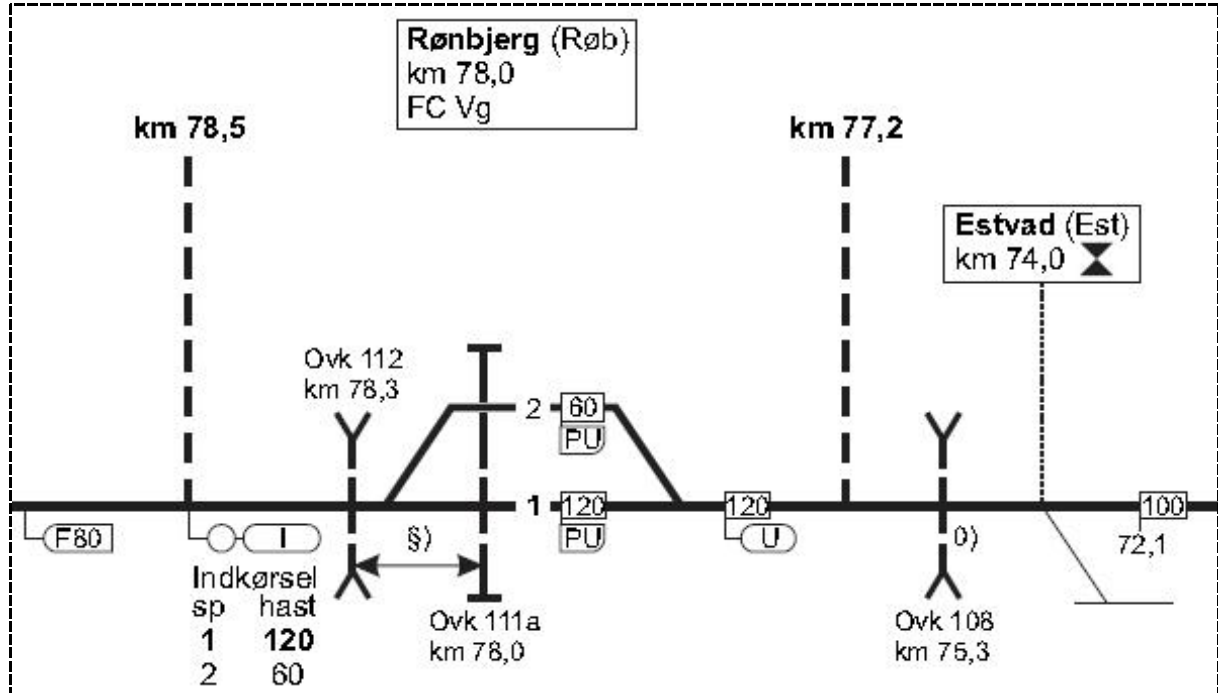 Rønbjerg (Røb)
km 78,0
FC Vg
km 78,5
km 77,2
Estvad (Est)
km 74,0
Ovk 112
km 78,3
2
60
PU
1
120
PU
120
U
100
72,1
F80
I
§)
0)
Indkørsel
sp hast
1 120
2 60
Ovk 111a
km 78,0
Ovk 108
km 75,3